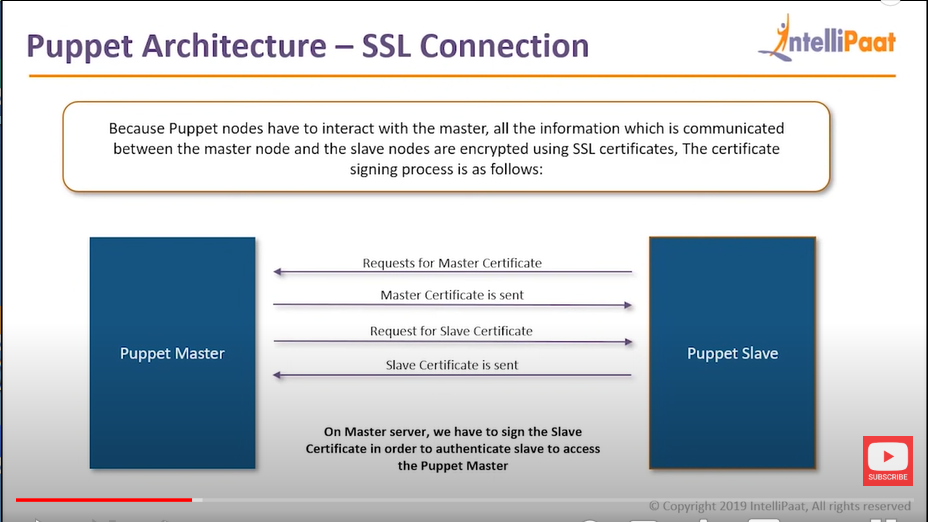 Puppet Architecture – SSL Connection
IntelliPaat
Because Puppet nodes have to interact with the master, all the information which is communicated
between the master node and the slave nodes are encrypted using SSL certificates, The certificate
signing process is as follows:
Requests for Master Certificate
Master Certificate is sent
Request for Slave Certificate
Slave Certificate is sent
Puppet Master
Puppet Slave
On Master server, we have to sign the Slave
Certificate in order to authenticate slave to access
the Puppet Master
SUBSCRIBE
© Copyright 2019 IntelliPaat, All rights reserved